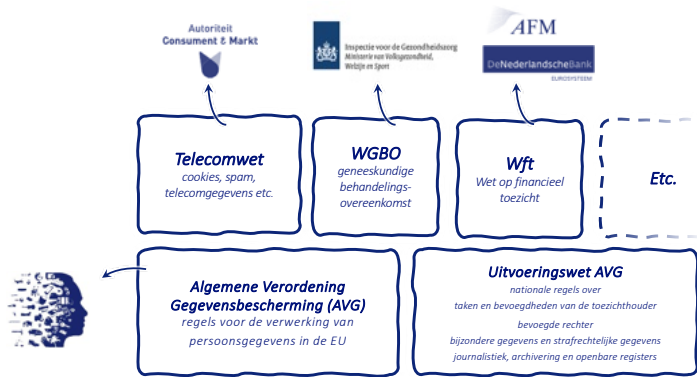 Autoriteit
Consument & Markt
Inspectie voor de Gezondheidszorg
Ministerie van Volksgezondheid,
Welzijn en Sport
AFM
DeNederlandscheBank
EUROSYSTEEM
Telecomwet
cookies, spam,
telecomgegevens etc.
WGBO
geneeskundige
behandelings-
overeenkomst
Wft
Wet op financieel
toezicht
Etc.
Algemene Verordening
Gegevensbescherming (AVG)
regels voor de verwerking van
persoonsgegevens in de EU
Uitvoeringswet AVG
nationale regels over
taken en bevoegdheden van de toezichthouder
bevoegde rechter
bijzondere gegevens en strafrechtelijke gegevens
journalistiek, archivering en openbare registers